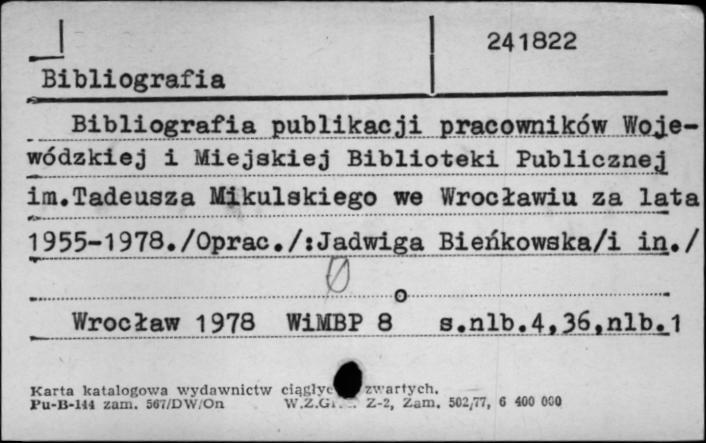 241822
Bibliografia
Bibliografia publikacji pracowników Woje-
wódzkiej i Miejskiej Biblioteki Publicznej
im.Tadeusza Mikulskiego we Wrocławiu za lata
1955-1978./Oprac./:Jadwiga Bieńkowska/i in./
Wrocław 1978 WiMBP 8° s.nlb.4,36,nlb.1
Karta katalogowa wydawnictw zwartych.
Pu-B-144 zam. 567/DW/On Z-2, Zam. 502/77, 6 400 000